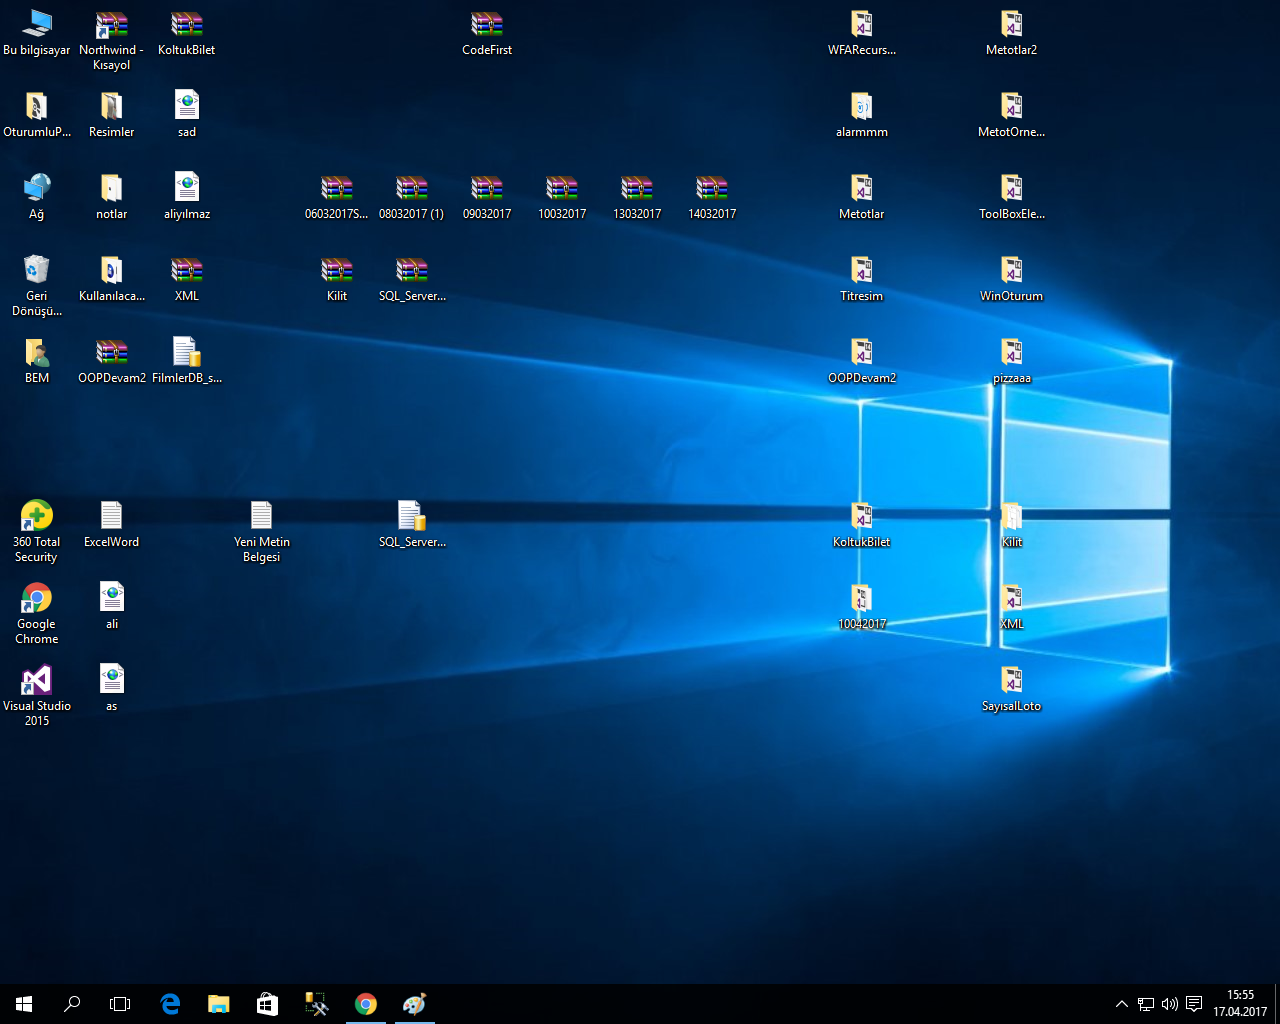 Bu bilgisayar
Northwind -
Kısayol
KoltukBilet
CodeFirst
WFARecurs...
Metotlar2
OturumluP...
Resimler
sad
alarmmm
MetotOrne...
Ağ
notlar
aliyılmaz
06032017S...
08032017 (1)
09032017
10032017
13032017
14032017
Metotlar
ToolBoxEle...
Geri
Dönüşü...
Kullanılaca...
XML
Kilit
SQL_Server...
Titresim
WinOturum
BEM
OOPDevam2
FilmlerDB_s...
OOPDevam2
pizzaaa
360 Total
Security
ExcelWord
Yeni Metin
Belgesi
SQL_Server...
KoltukBilet
Kilit
Google
Chrome
ali
10042017
XML
Visual Studio
2015
as
SayısalLoto
15:55
17.04.2017